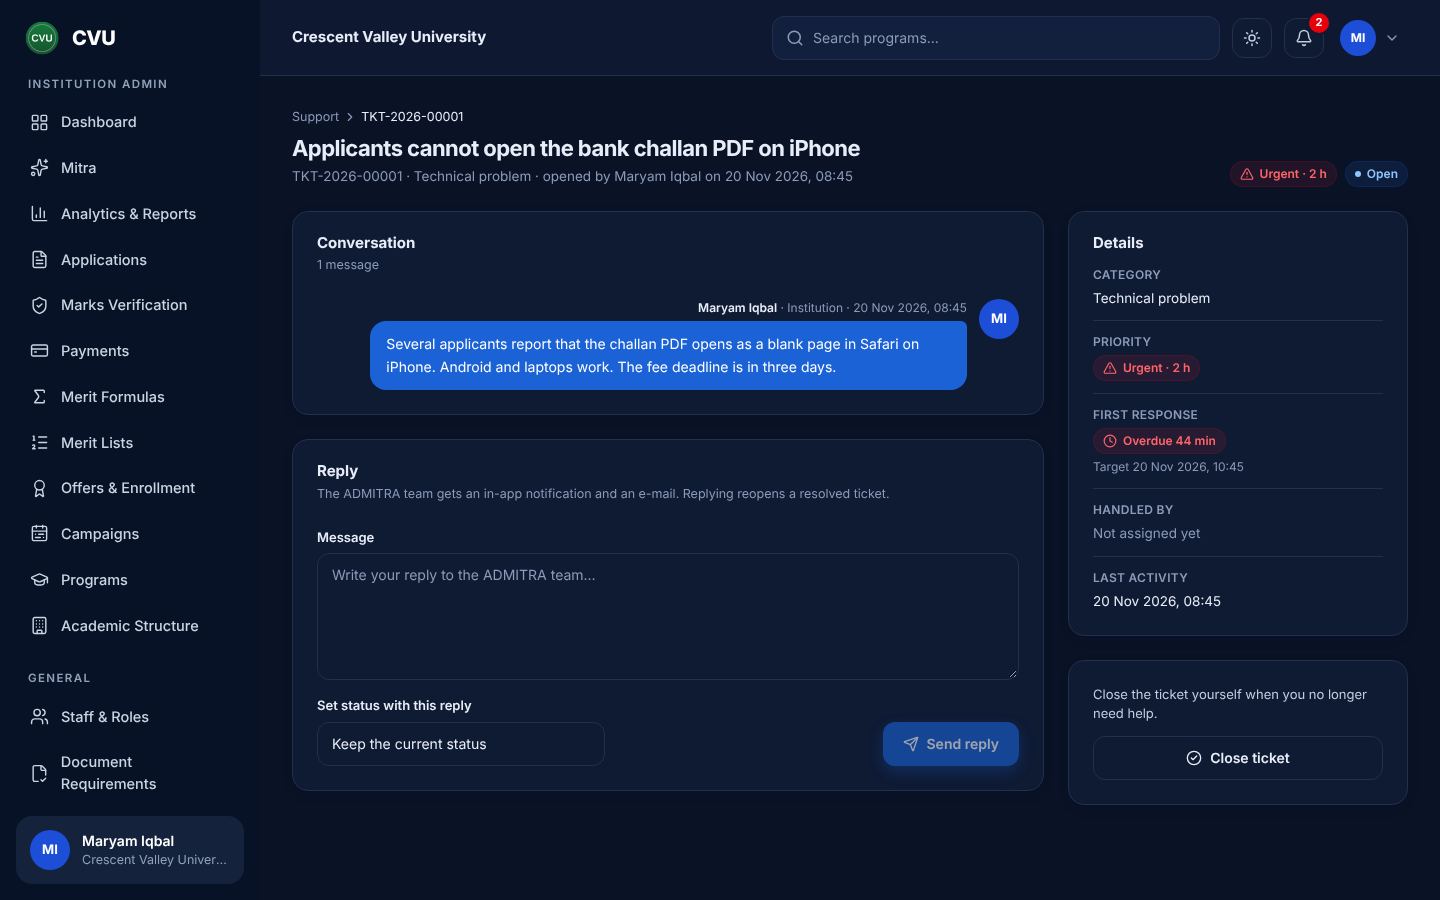 CVU
CVU
INSTITUTION ADMIN
Dashboard
Mitra
Analytics & Reports
Applications
Marks Verification
Payments
Merit Formulas
Merit Lists
Offers & Enrollment
Campaigns
Programs
Academic Structure
GENERAL
Staff & Roles
Document
Requirements
MI
Maryam Iqbal
Crescent Valley Univer...
Crescent Valley University
Search programs...
2
MI
Support
TKT-2026-00001
Applicants cannot open the bank challan PDF on iPhone
TKT-2026-00001 · Technical problem · opened by Maryam Iqbal on 20 Nov 2026, 08:45
Urgent · 2 h
Open
Conversation
1 message
Maryam Iqbal · Institution · 20 Nov 2026, 08:45
MI
Several applicants report that the challan PDF opens as a blank page in Safari on
iPhone. Android and laptops work. The fee deadline is in three days.
Reply
The ADMITRA team gets an in-app notification and an e-mail. Replying reopens a resolved ticket.
Message
Write your reply to the ADMITRA team...
Set status with this reply
Keep the current status
Send reply
Details
CATEGORY
Technical problem
PRIORITY
Urgent · 2 h
FIRST RESPONSE
Overdue 44 min
Target 20 Nov 2026, 10:45
HANDLED BY
Not assigned yet
LAST ACTIVITY
20 Nov 2026, 08:45
Close the ticket yourself when you no longer
need help.
Close ticket